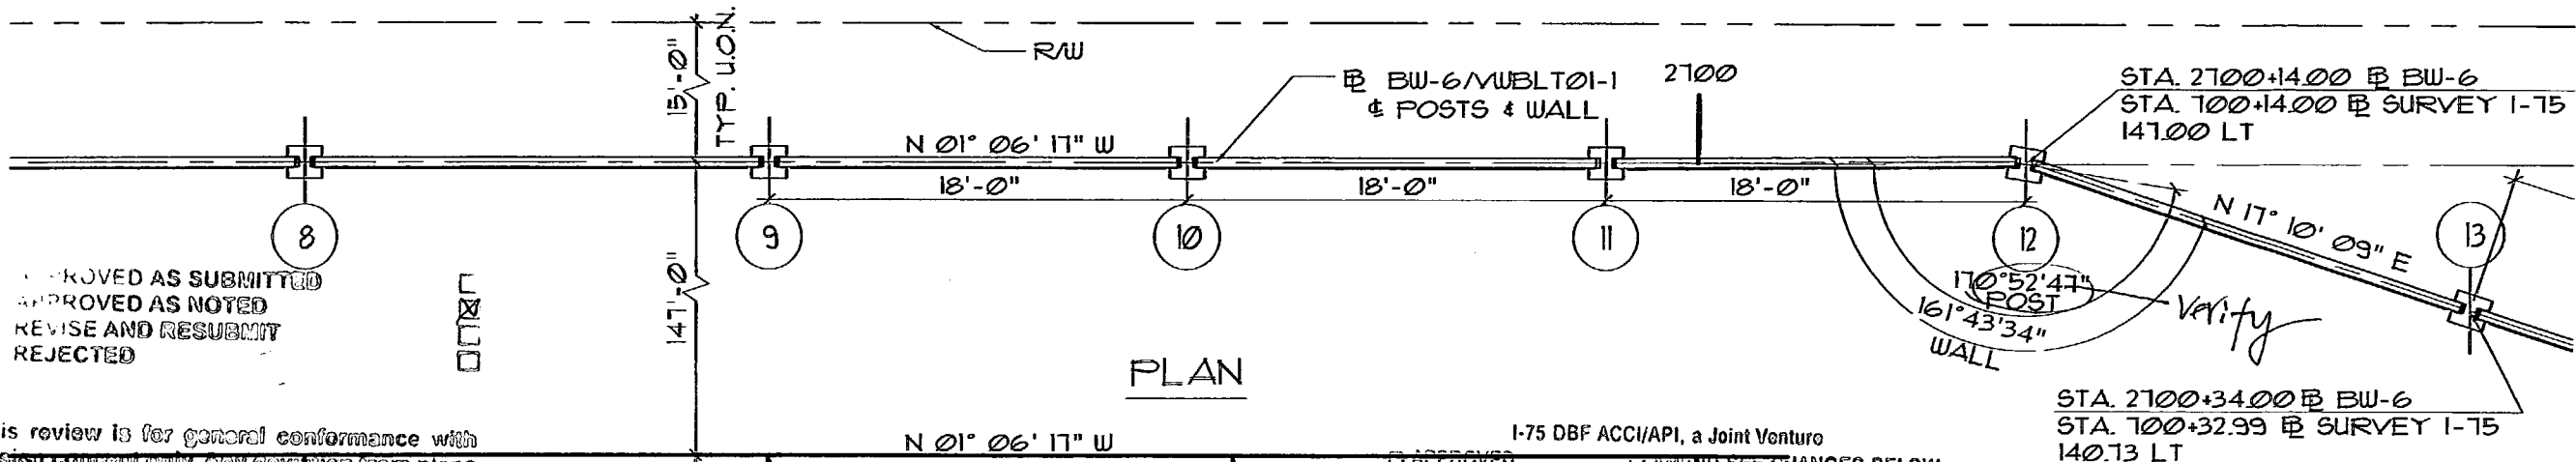 R/W
15'-0"
TYP. U.O.N.
BL BW-6/VWBLT01-1
℄ POSTS & WALL
2700
STA. 2700+14.00 BL BW-6
STA. 700+14.00 BL SURVEY I-75
147.00 LT
N 01° 06' 17" W
18'-0"
18'-0"
18'-0"
8
9
10
11
12
13
N 17° 10' 09" E
147'-0"
170°52'47"
POST
161°43'34"
WALL
Verify
ROVED AS SUBMITTED
APPROVED AS NOTED
REVISE AND RESUBMIT
REJECTED
PLAN
STA. 2700+34.00 BL BW-6
STA. 700+32.99 BL SURVEY I-75
140.73 LT
is review is for general conformance with
N 01° 06' 17" W
I-75 DBF ACCI/API, a Joint Venture